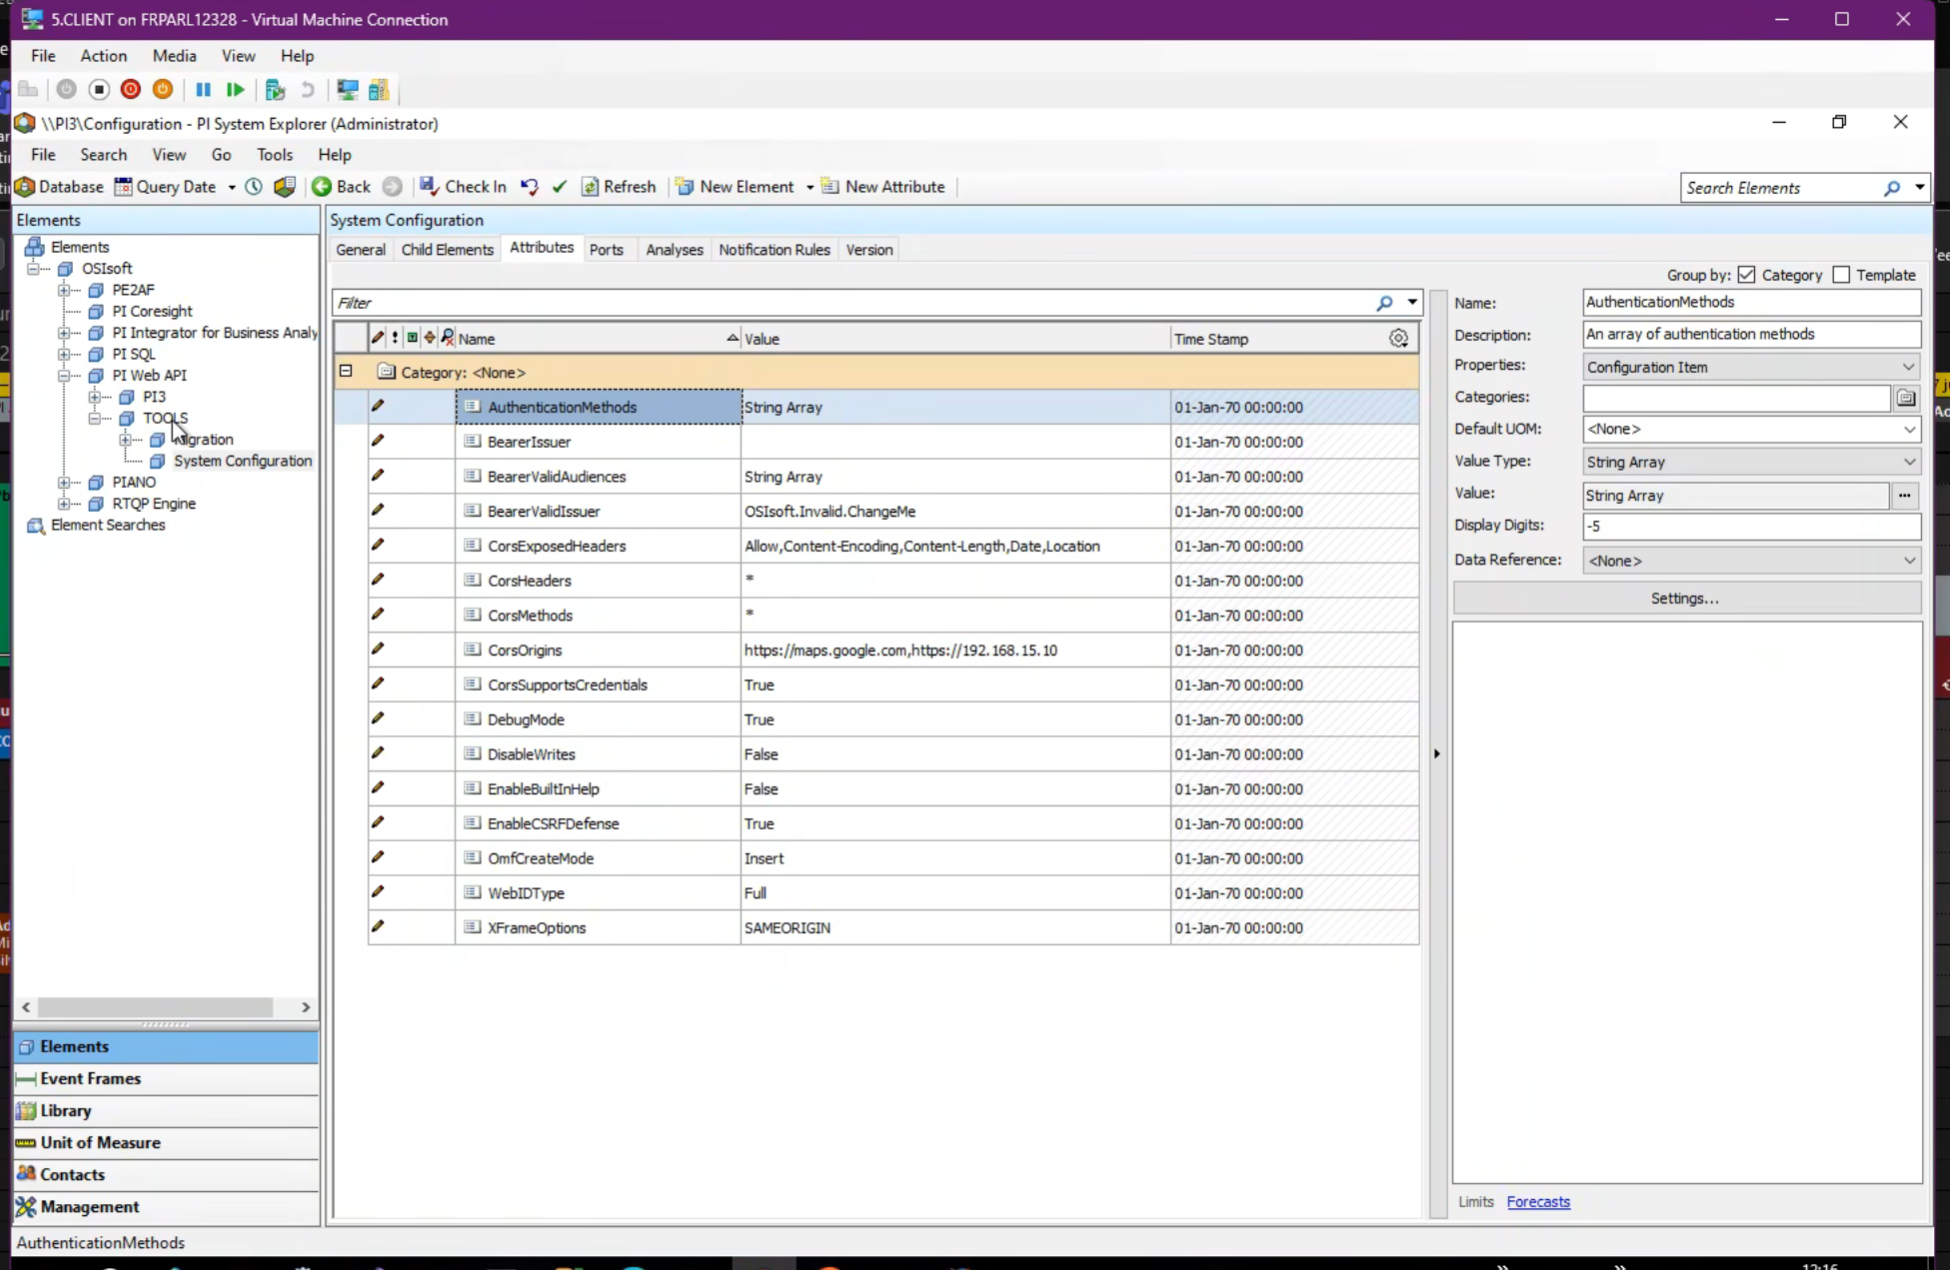 5.CLIENT on FRPARL12328 - Virtual Machine Connection
File Action Media View Help
\\PI3\Configuration - PI System Explorer (Administrator)
File Search View Go Tools Help
Database Query Date Back Check In Refresh New Element New Attribute Search Elements
Elements
Elements
OSIsoft
PE2AF
PI Coresight
PI Integrator for Business Analy
PI SQL
PI Web API
PI3
TOOLS
System Configuration
PIANO
RTQP Engine
Element Searches
Elements
Event Frames
Library
Unit of Measure
Contacts
Management
System Configuration
General Child Elements Attributes Ports Analyses Notification Rules Version
Group by: Category Template
Filter
Name Value Time Stamp
Category: <None>
AuthenticationMethods String Array 01-Jan-70 00:00:00
BearerIssuer 01-Jan-70 00:00:00
BearerValidAudiences String Array 01-Jan-70 00:00:00
BearerValidIssuer OSIsoft.Invalid.ChangeMe 01-Jan-70 00:00:00
CorsExposedHeaders Allow,Content-Encoding,Content-Length,Date,Location 01-Jan-70 00:00:00
CorsHeaders * 01-Jan-70 00:00:00
CorsMethods * 01-Jan-70 00:00:00
CorsOrigins https://maps.google.com,https://192.168.15.10 01-Jan-70 00:00:00
CorsSupportsCredentials True 01-Jan-70 00:00:00
DebugMode True 01-Jan-70 00:00:00
DisableWrites False 01-Jan-70 00:00:00
EnableBuiltInHelp False 01-Jan-70 00:00:00
EnableCSRFDefense True 01-Jan-70 00:00:00
OmfCreateMode Insert 01-Jan-70 00:00:00
WebIDType Full 01-Jan-70 00:00:00
XFrameOptions SAMEORIGIN 01-Jan-70 00:00:00
Name: AuthenticationMethods
Description: An array of authentication methods
Properties: Configuration Item
Categories:
Default UOM: <None>
Value Type: String Array
Value: String Array ...
Display Digits: -5
Data Reference: <None>
Settings...
Limits Forecasts
AuthenticationMethods